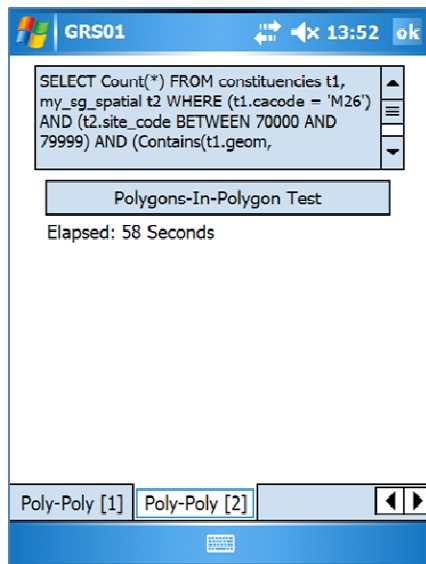 GRS01 13:52 ok
SELECT Count(*) FROM constituencies t1,
my_sg_spatial t2 WHERE (t1.cacode = 'M26')
AND (t2.site_code BETWEEN 70000 AND
79999) AND (Contains(t1.geom,
Polygons-In-Polygon Test
Elapsed: 58 Seconds
Poly-Poly [1] Poly-Poly [2]